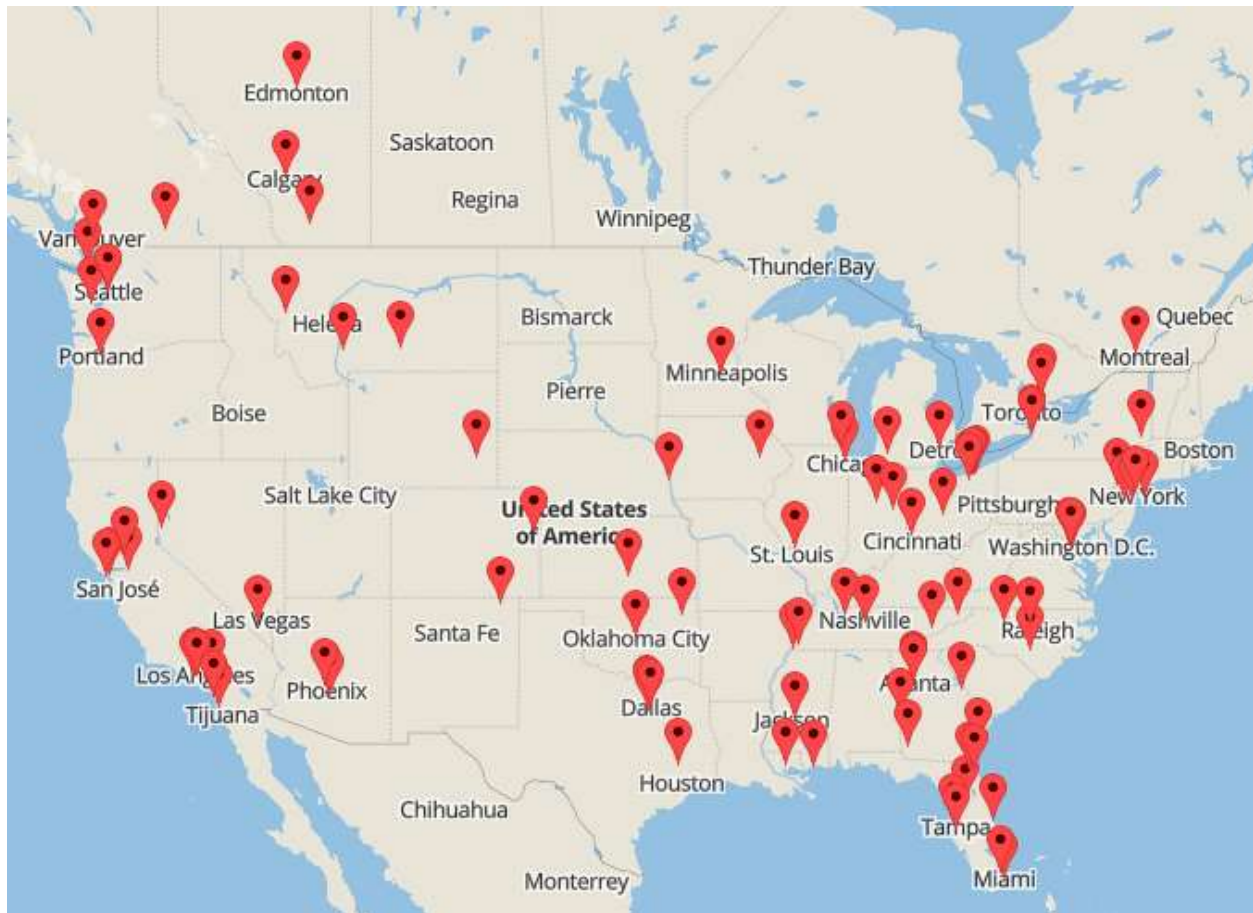 Edmonton
Saskatoon
Calgary
Regina
Winnipeg
Vancouver
Thunder Bay
Seattle
Helena
Bismarck
Quebec
Portland
Montreal
Minneapolis
Pierre
Boise
Toronto
Detroit
Boston
Chicago
Salt Lake City
New York
Pittsburgh
United States
of America
Cincinnati
Washington D.C.
St. Louis
San José
Las Vegas
Nashville
Raleigh
Santa Fe
Oklahoma City
Los Angeles
Phoenix
Atlanta
Dallas
Tijuana
Jackson
Houston
Chihuahua
Tampa
Monterrey
Miami